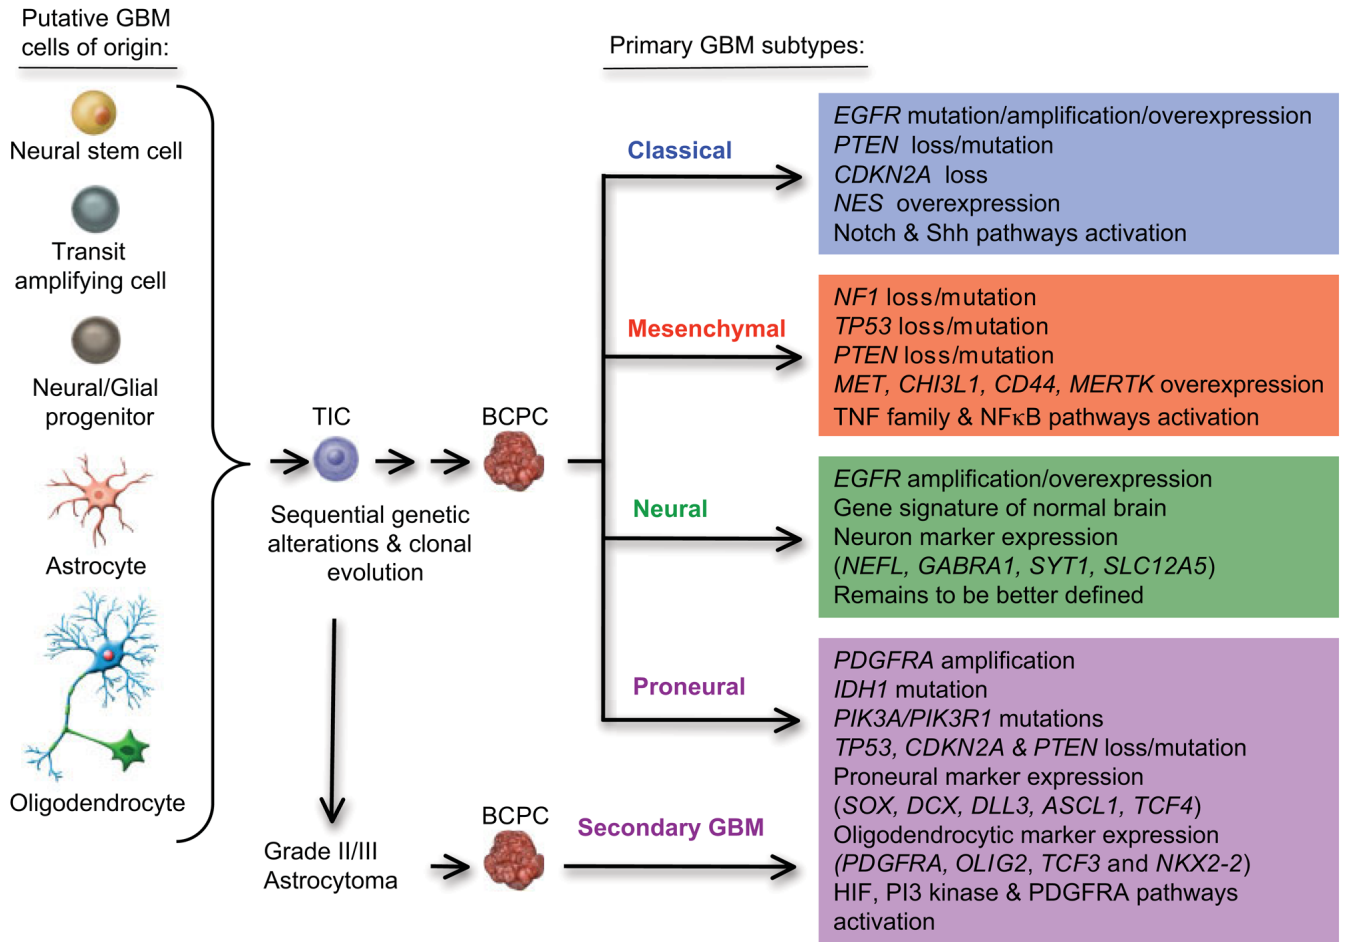 Putative GBM
cells of origin:
Neural stem cell
Transit
amplifying cell
Neural/Glial
progenitor
Astrocyte
Oligodendrocyte
TIC
BCPC
Sequential genetic
alterations & clonal
evolution
Grade II/III
Astrocytoma
BCPC
Secondary GBM
Primary GBM subtypes:
Classical
EGFR mutation/amplification/overexpression
PTEN loss/mutation
CDKN2A loss
NES overexpression
Notch & Shh pathways activation
Mesenchymal
NF1 loss/mutation
TP53 loss/mutation
PTEN loss/mutation
MET, CHI3L1, CD44, MERTK overexpression
TNF family & NFκB pathways activation
Neural
EGFR amplification/overexpression
Gene signature of normal brain
Neuron marker expression
(NEFL, GABRA1, SYT1, SLC12A5)
Remains to be better defined
Proneural
PDGFRA amplification
IDH1 mutation
PIK3A/PIK3R1 mutations
TP53, CDKN2A & PTEN loss/mutation
Proneural marker expression
(SOX, DCX, DLL3, ASCL1, TCF4)
Oligodendrocytic marker expression
(PDGFRA, OLIG2, TCF3 and NKX2-2)
HIF, PI3 kinase & PDGFRA pathways
activation